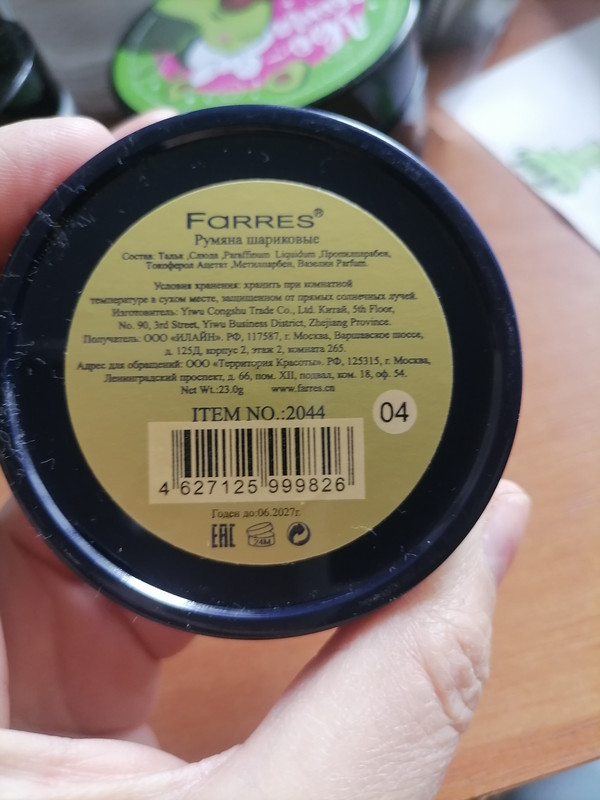 FARRES®
Румяна шариковые
Состав: Тальк ,Слюда ,Paraffinum Liquidum ,Пропилпарабен,
Токоферол Ацетат ,Метилпарбен, Вазелин Parfum.
Условия хранения: хранить при комнатной
температуре в сухом месте, защищенном от прямых солнечных лучей.
Изготовитель: Yiwu Congshu Trade Co., Ltd. Китай, 5th Floor,
No. 90, 3rd Street, Yiwu Business District, Zhejiang Province.
Получатель: ООО «ИЛАЙН». РФ, 117587, г. Москва, Варшавское шоссе,
д. 125Д, корпус 2, этаж 2, комната 265.
Адрес для обращений: ООО «Территория Красоты». РФ, 125315, г. Москва,
Ленинградский проспект, д. 66, пом. XII, подвал, ком. 18, оф. 54.
Net Wt.:23.0g www.farres.cn
ITEM NO.:2044
04
4 627125 999826
Годен до:06.2027г.
EAC 24M